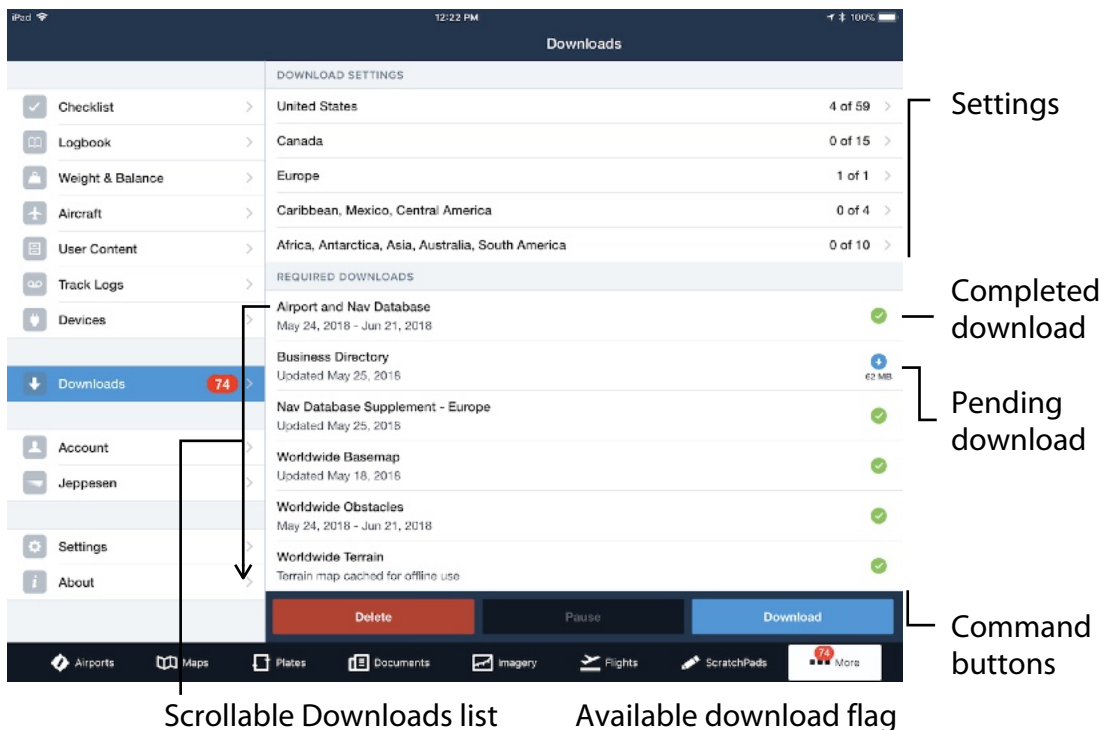 iPad 12:22 PM 100%
Downloads
DOWNLOAD SETTINGS
Checklist
Logbook
Weight & Balance
Aircraft
User Content
Track Logs
Devices
Downloads 74
Account
Jeppesen
Settings
About
United States 4 of 59
Canada 0 of 15
Europe 1 of 1
Caribbean, Mexico, Central America 0 of 4
Africa, Antarctica, Asia, Australia, South America 0 of 10
REQUIRED DOWNLOADS
Airport and Nav Database
May 24, 2018 - Jun 21, 2018
Business Directory
Updated May 25, 2018
62 MB
Nav Database Supplement - Europe
Updated May 25, 2018
Worldwide Basemap
Updated May 18, 2018
Worldwide Obstacles
May 24, 2018 - Jun 21, 2018
Worldwide Terrain
Terrain map cached for offline use
Delete Pause Download
Airports Maps Plates Documents Imagery Flights ScratchPads 74 More
Settings
Completed
download
Pending
download
Command
buttons
Scrollable Downloads list Available download flag